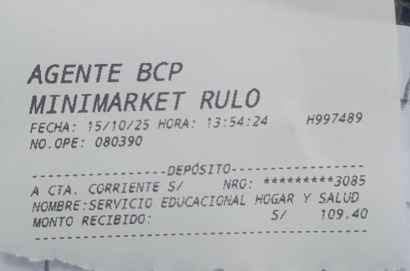 AGENTE BCP
MINIMARKET RULO
FECHA: 15/10/25 HORA: 13:54:24 H997489
NO.OPE: 080390
----------------DEPÓSITO----------------
A CTA. CORRIENTE S/ NRO: *********3085
NOMBRE:SERVICIO EDUCACIONAL HOGAR Y SALUD
MONTO RECIBIDO: S/ 109.40
----------------------------------------